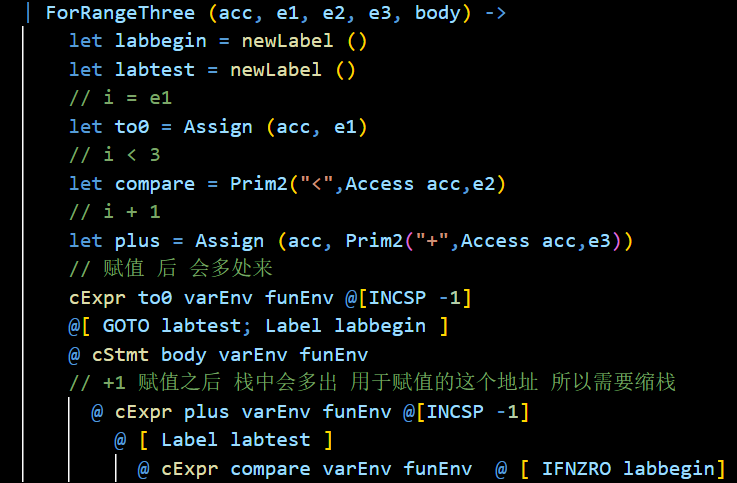 | ForRangeThree (acc, e1, e2, e3, body) ->
let labbegin = newLabel ()
let labtest = newLabel ()
// i = e1
let to0 = Assign (acc, e1)
// i < 3
let compare = Prim2("<",Access acc,e2)
// i + 1
let plus = Assign (acc, Prim2("+",Access acc,e3))
// 赋值 后 会多处来
cExpr to0 varEnv funEnv @[INCSP -1]
@[ GOTO labtest; Label labbegin ]
@ cStmt body varEnv funEnv
// +1 赋值之后 栈中会多出 用于赋值的这个地址 所以需要缩栈
@ cExpr plus varEnv funEnv @[INCSP -1]
@ [ Label labtest ]
@ cExpr compare varEnv funEnv  @ [ IFNZRO labbegin]